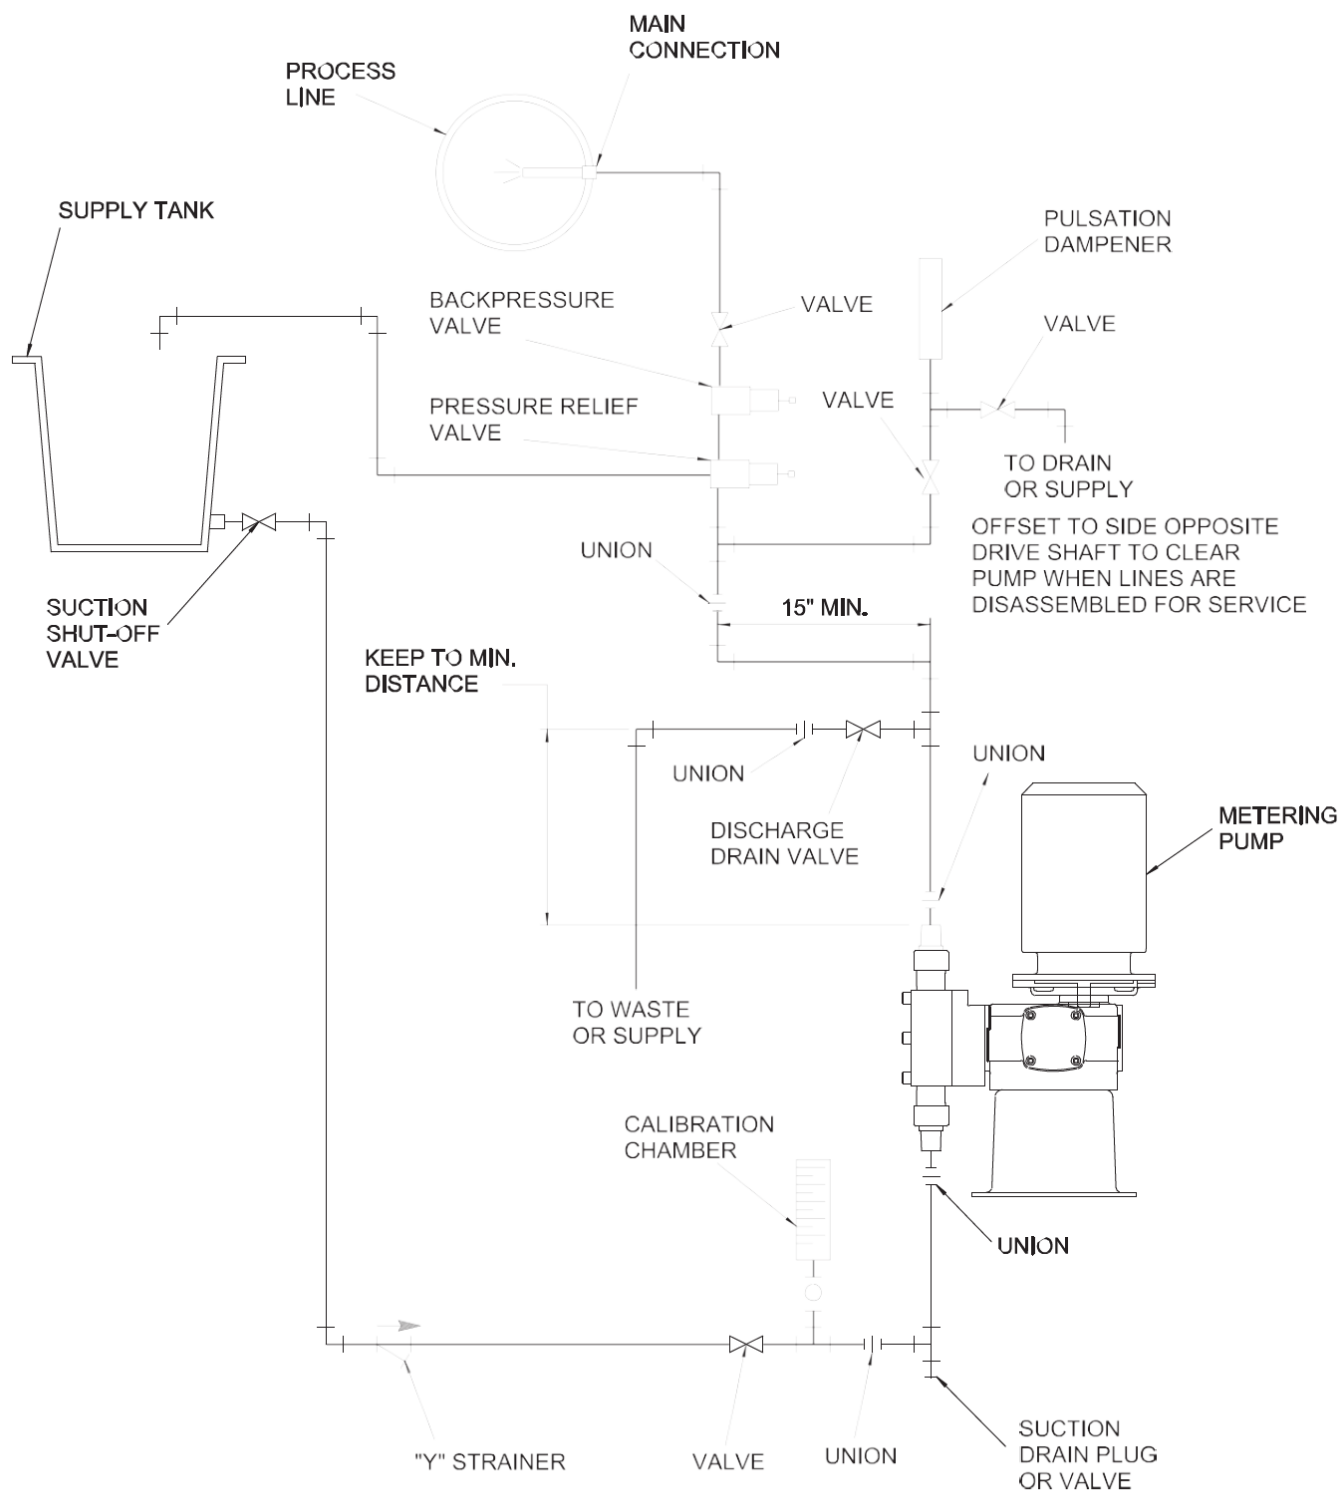 MAIN
CONNECTION
PROCESS
LINE
SUPPLY TANK
PULSATION
DAMPENER
BACKPRESSURE
VALVE
VALVE
VALVE
PRESSURE RELIEF
VALVE
VALVE
TO DRAIN
OR SUPPLY
OFFSET TO SIDE OPPOSITE
DRIVE SHAFT TO CLEAR
PUMP WHEN LINES ARE
DISASSEMBLED FOR SERVICE
UNION
15" MIN.
SUCTION
SHUT-OFF
VALVE
KEEP TO MIN.
DISTANCE
UNION
UNION
DISCHARGE
DRAIN VALVE
METERING
PUMP
TO WASTE
OR SUPPLY
CALIBRATION
CHAMBER
UNION
"Y" STRAINER
VALVE
UNION
SUCTION
DRAIN PLUG
OR VALVE